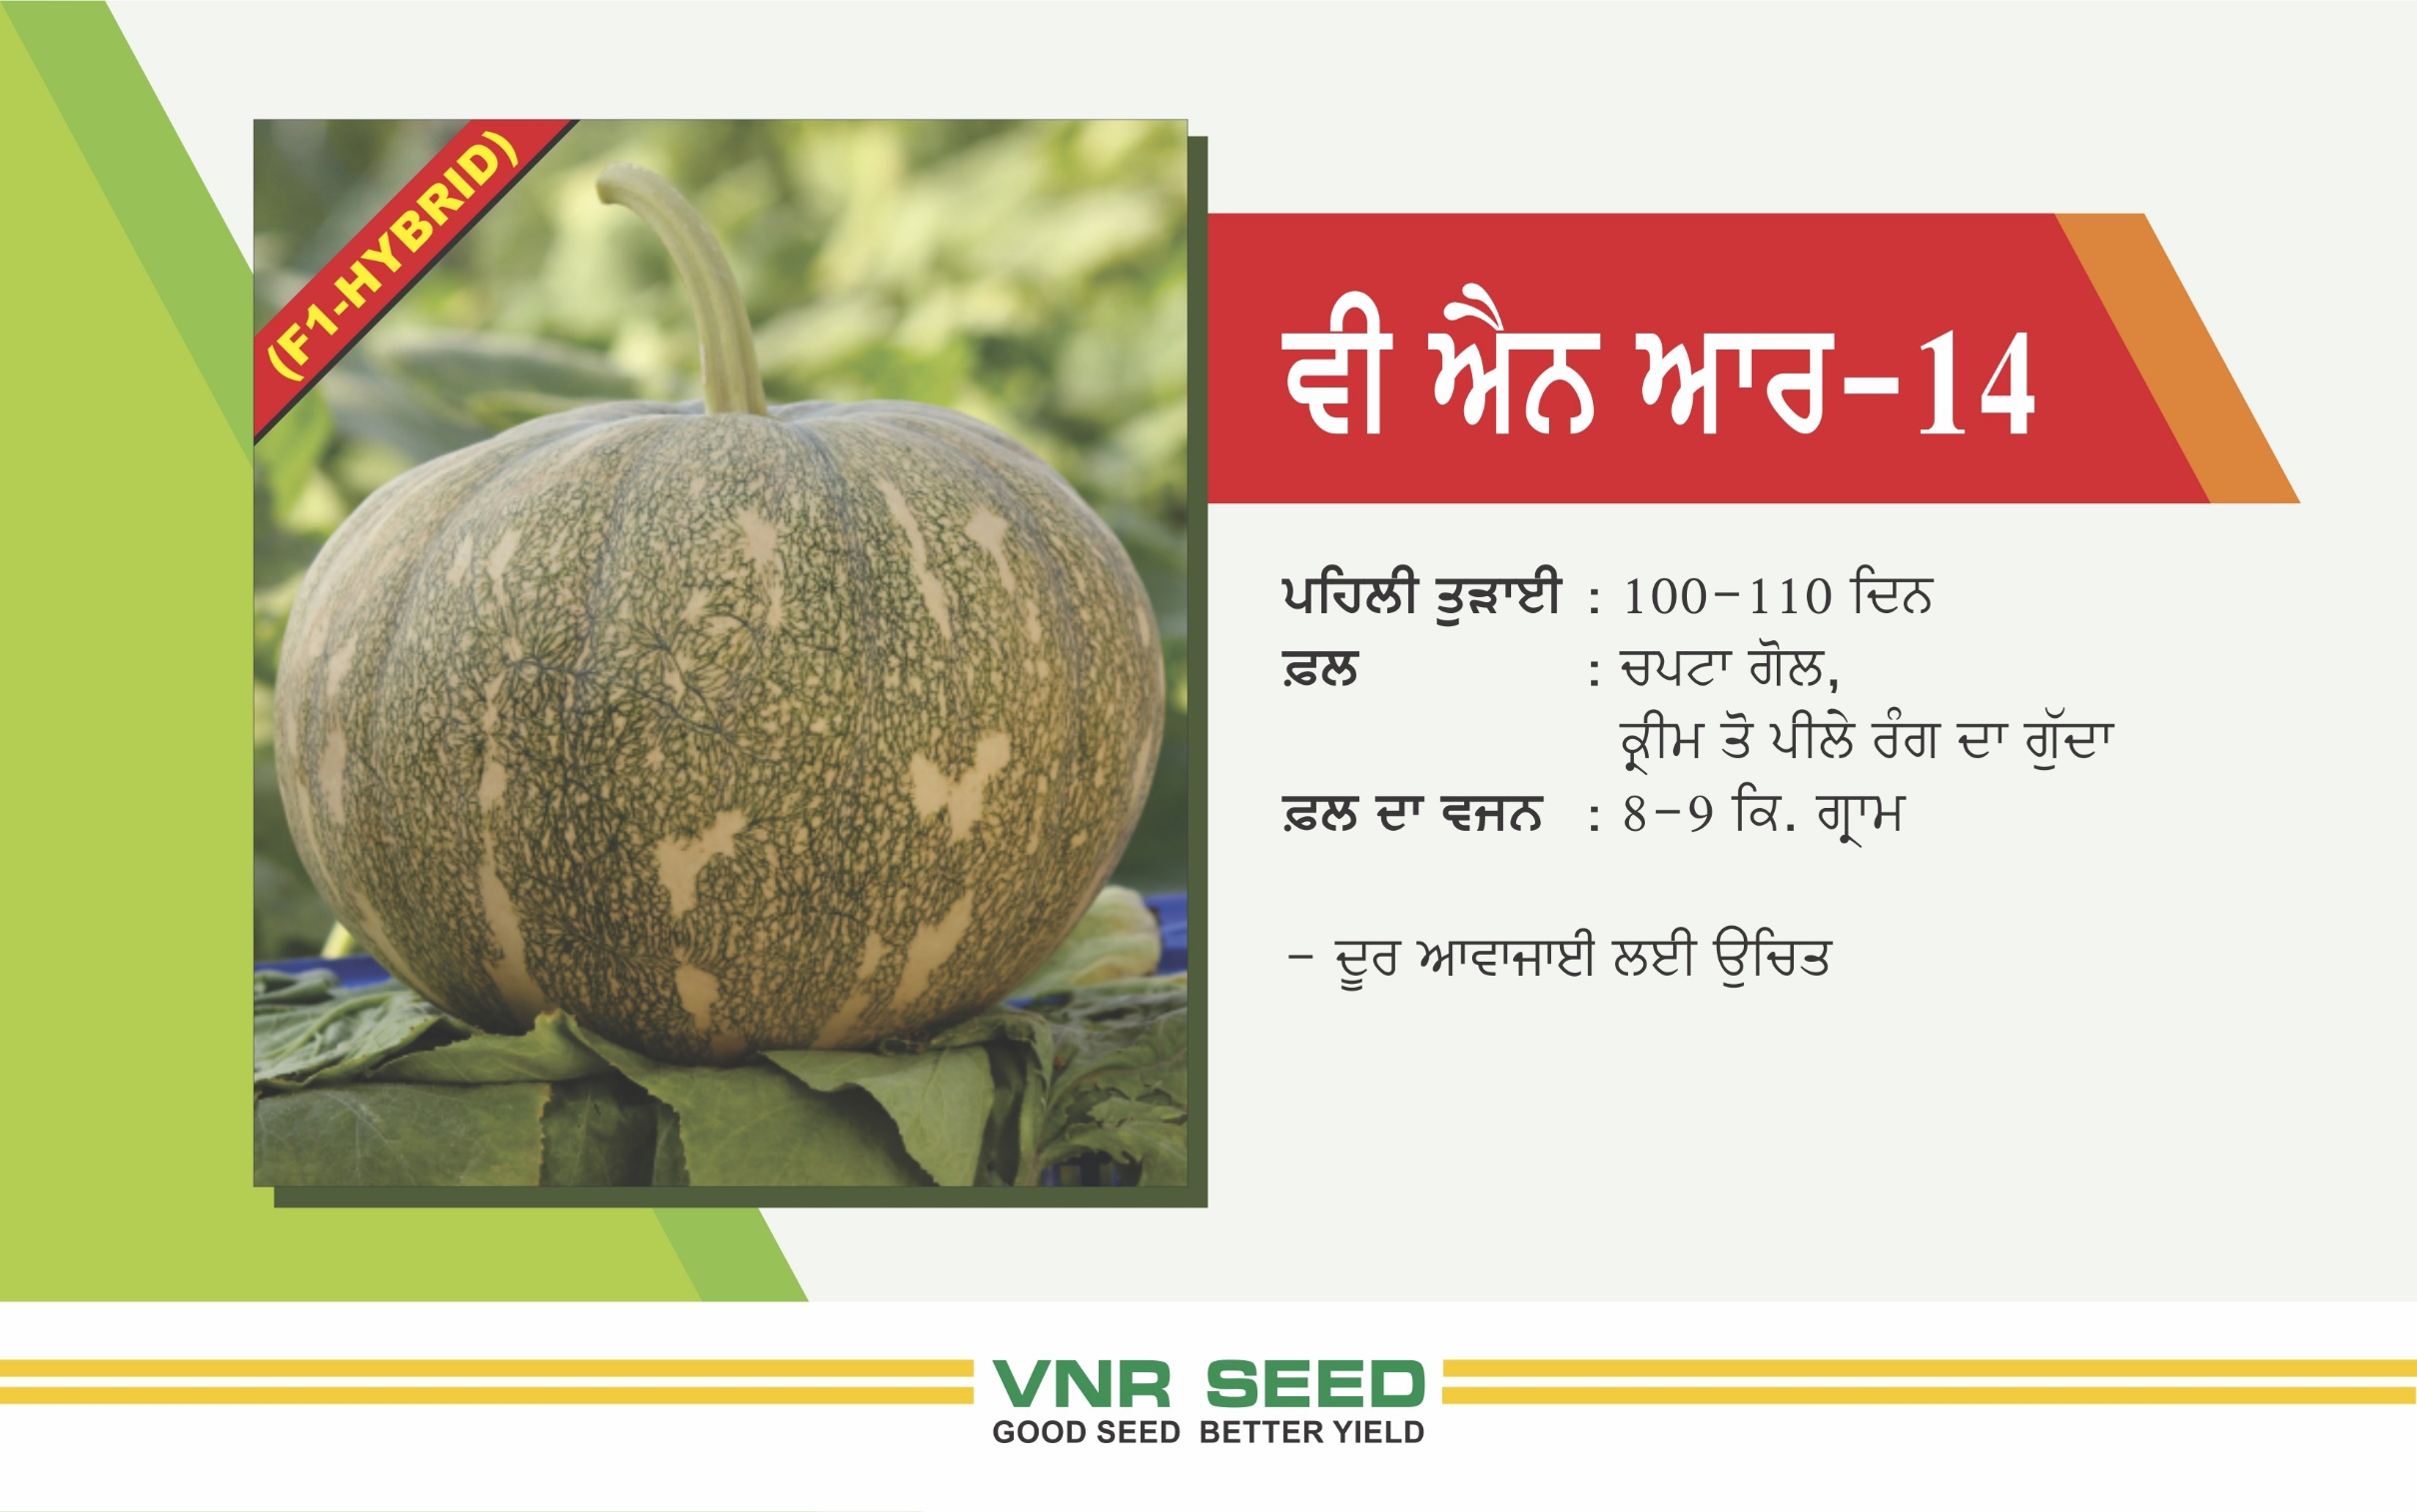 (F1-HYBRID)
ਵੀ ਐਨ ਆਰ-14
ਪਹਿਲੀ ਤੁੜਾਈ : 100-110 ਦਿਨ
ਫ਼ਲ : ਚਪਟਾ ਗੋਲ,
ਕ੍ਰੀਮ ਤੋਂ ਪੀਲੇ ਰੰਗ ਦਾ ਗੁੱਦਾ
ਫ਼ਲ ਦਾ ਵਜਨ : 8-9 ਕਿ. ਗ੍ਰਾਮ
- ਦੂਰ ਆਵਾਜਾਈ ਲਈ ਉਚਿਤ
VNR SEED
GOOD SEED BETTER YIELD